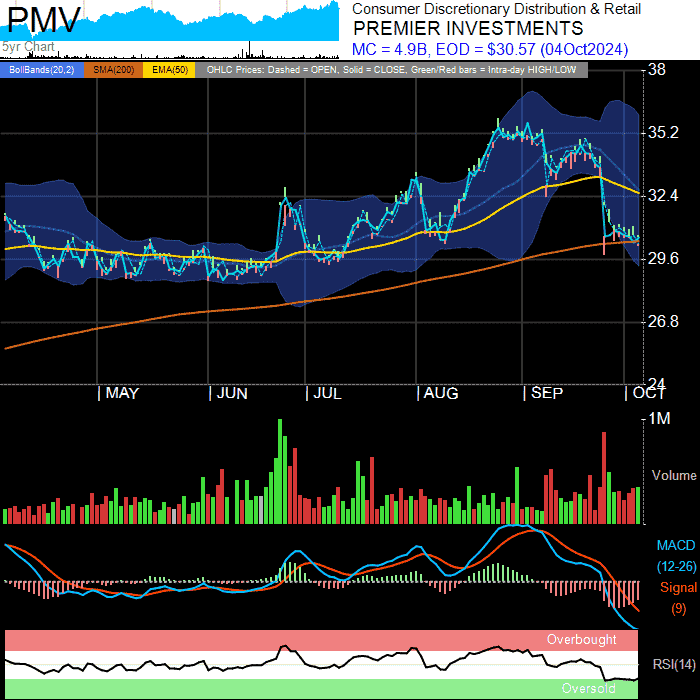 PMV
5yr Chart
Consumer Discretionary Distribution & Retail
PREMIER INVESTMENTS
MC = 4.9B, EOD = $30.57 (04Oct2024)
BollBands(20,2) SMA(200) EMA(50) OHLC Prices: Dashed = OPEN, Solid = CLOSE, Green/Red bars = Intra-day HIGH/LOW
38
35.2
32.4
29.6
26.8
24
MAY JUN JUL AUG SEP OCT
1M
Volume
MACD
(12-26)
Signal
(9)
Overbought
RSI(14)
Oversold